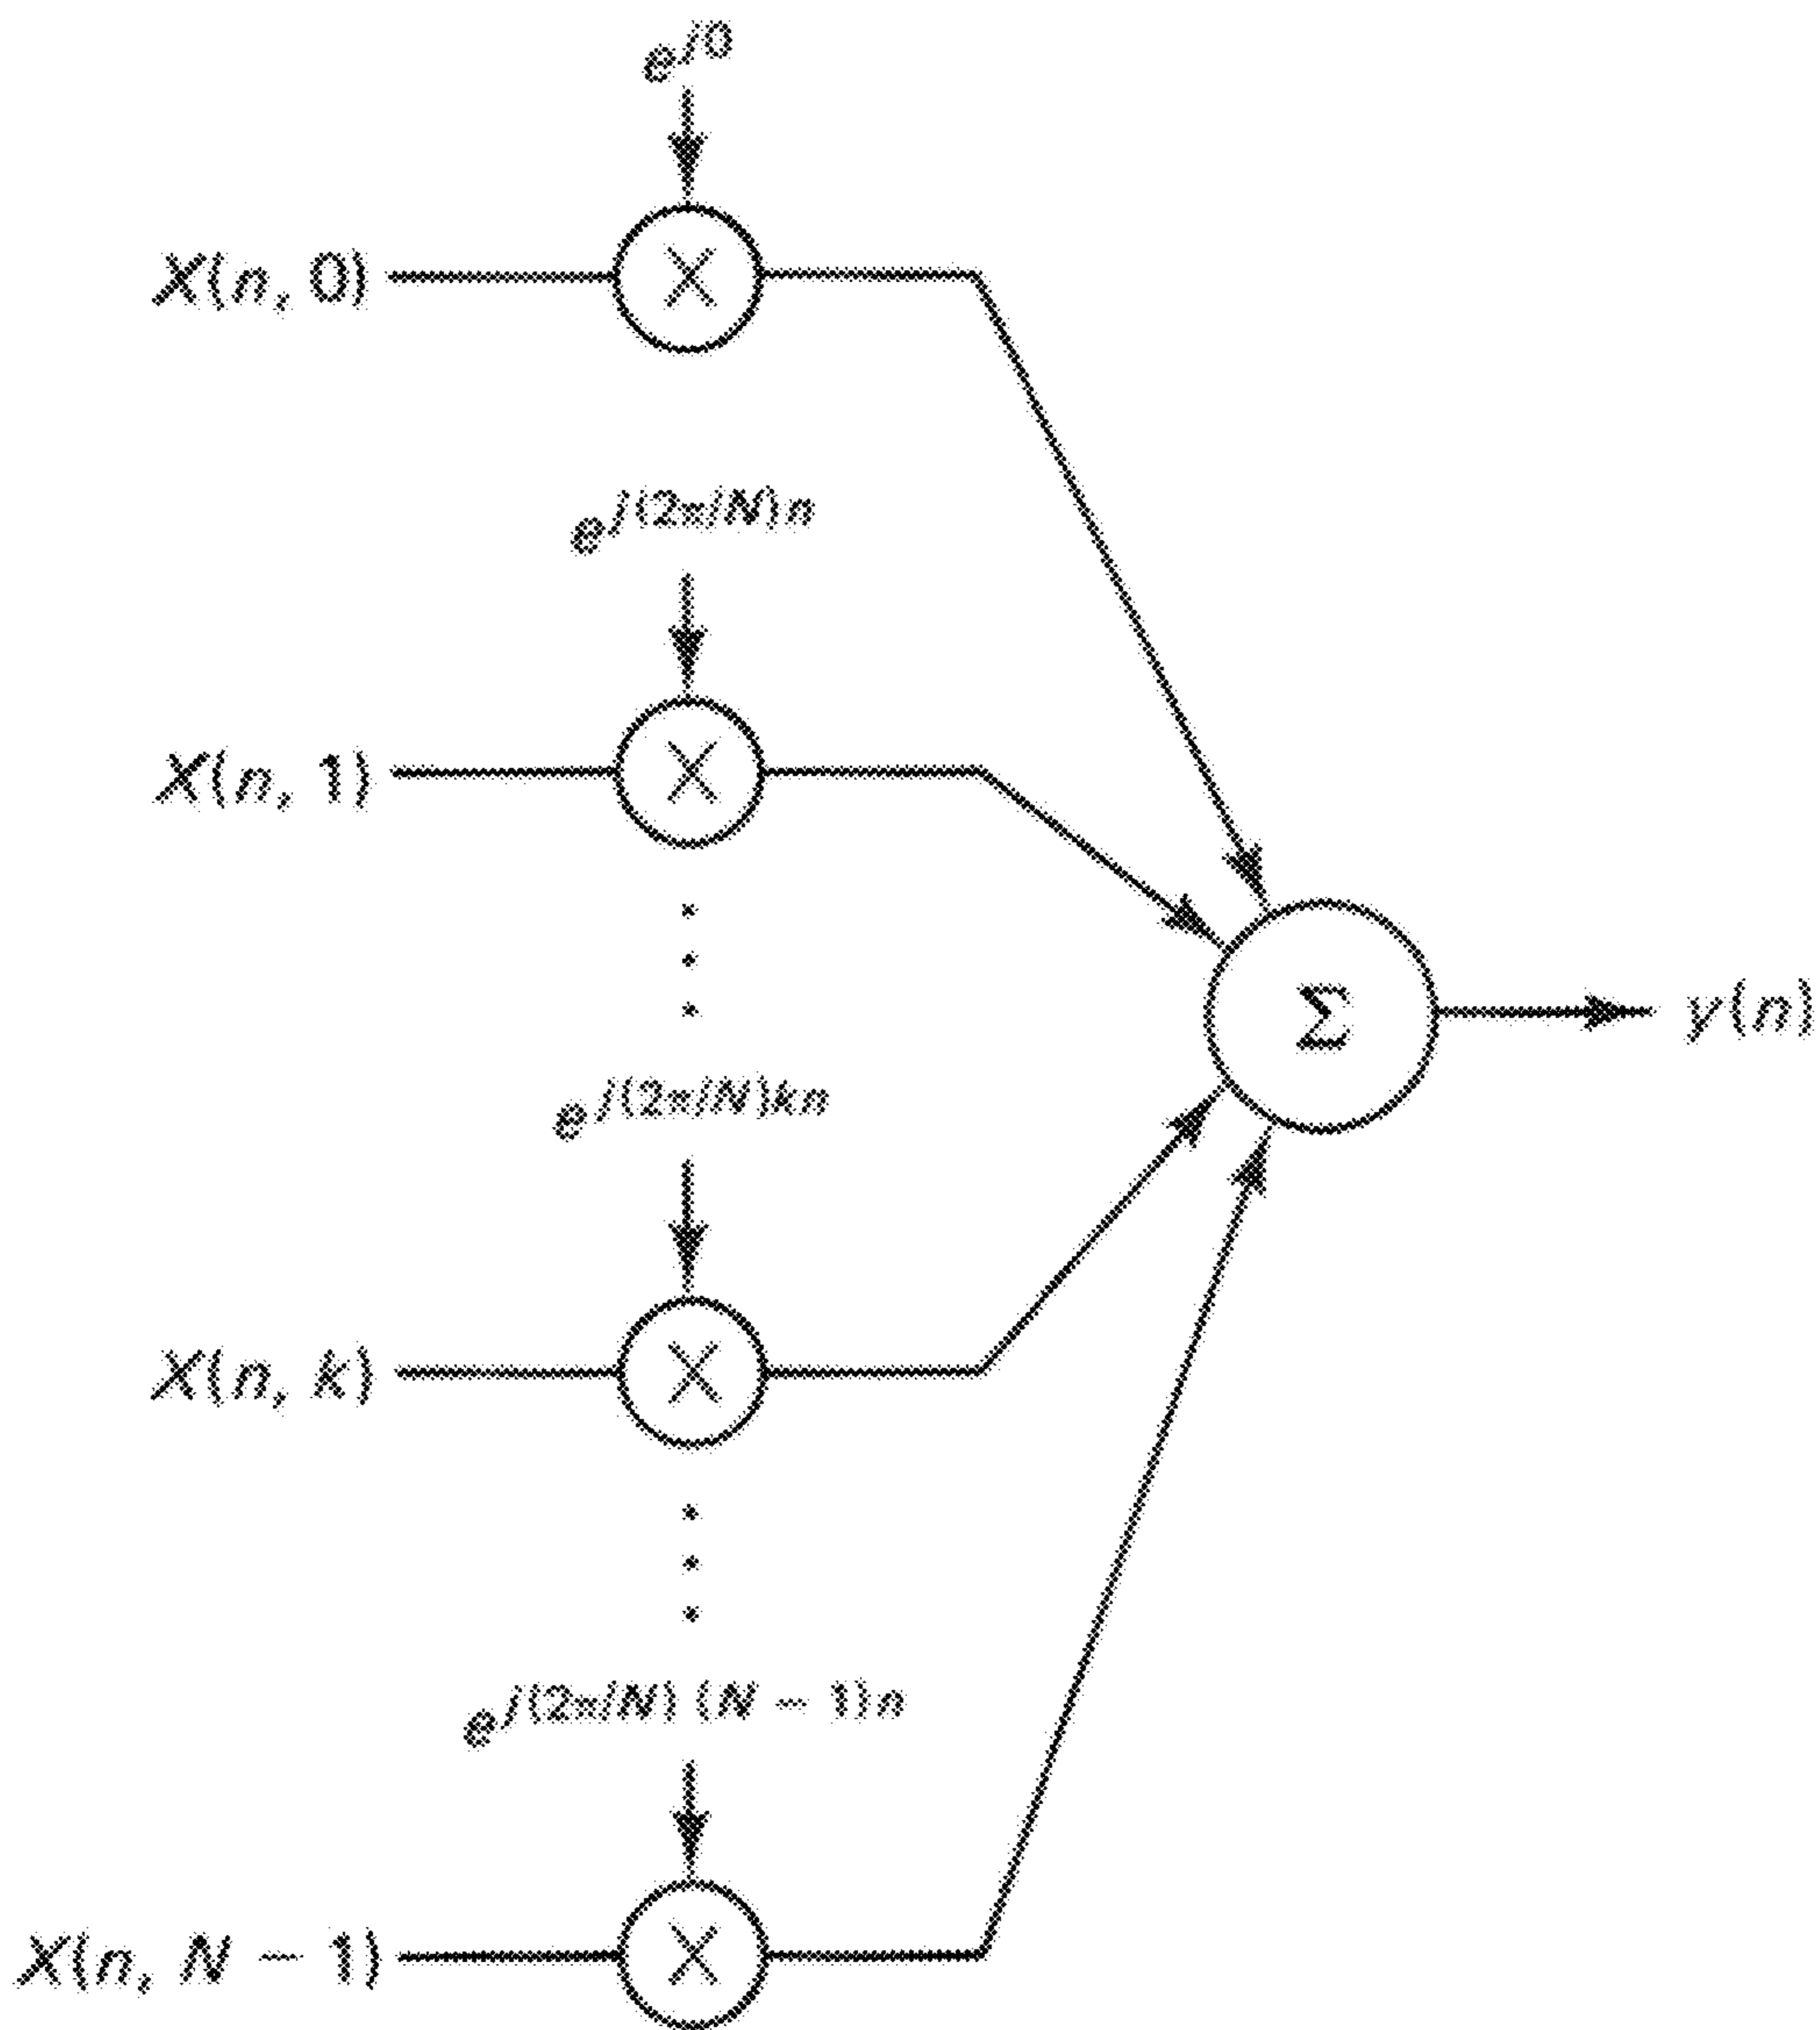 e^{j0}
X(n, 0)
×
e^{j(2π/N)n}
X(n, 1)
×
Σ
y(n)
e^{j(2π/N)kn}
X(n, k)
×
e^{j(2π/N) (N − 1)n}
X(n, N − 1)
×